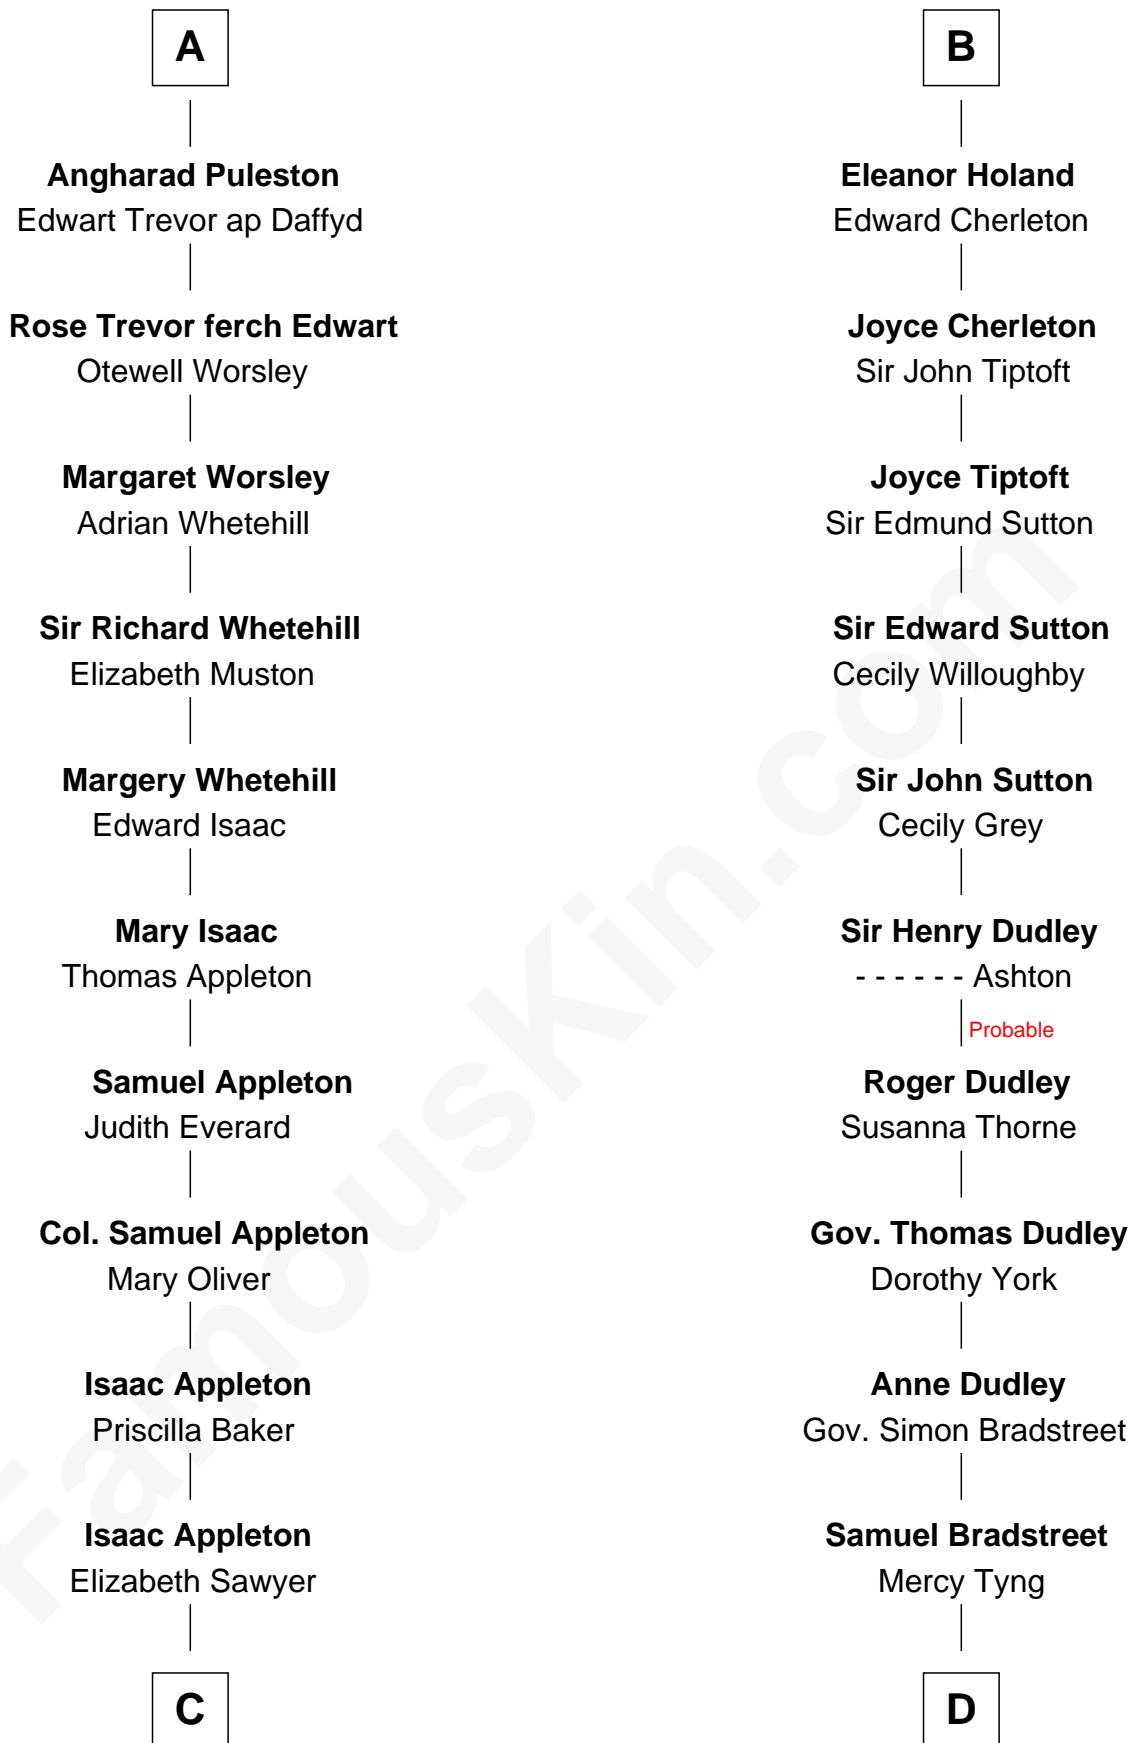 A
Angharad Puleston
Edwart Trevor ap Daffyd
Rose Trevor ferch Edwart
Otewell Worsley
Margaret Worsley
Adrian Whetehill
Sir Richard Whetehill
Elizabeth Muston
Margery Whetehill
Edward Isaac
Mary Isaac
Thomas Appleton
Samuel Appleton
Judith Everard
Col. Samuel Appleton
Mary Oliver
Isaac Appleton
Priscilla Baker
Isaac Appleton
Elizabeth Sawyer
C
B
Eleanor Holand
Edward Cherleton
Joyce Cherleton
Sir John Tiptoft
Joyce Tiptoft
Sir Edmund Sutton
Sir Edward Sutton
Cecily Willoughby
Sir John Sutton
Cecily Grey
Sir Henry Dudley
- - - - - - Ashton
Probable
Roger Dudley
Susanna Thorne
Gov. Thomas Dudley
Dorothy York
Anne Dudley
Gov. Simon Bradstreet
Samuel Bradstreet
Mercy Tyng
D
FamousKin.com